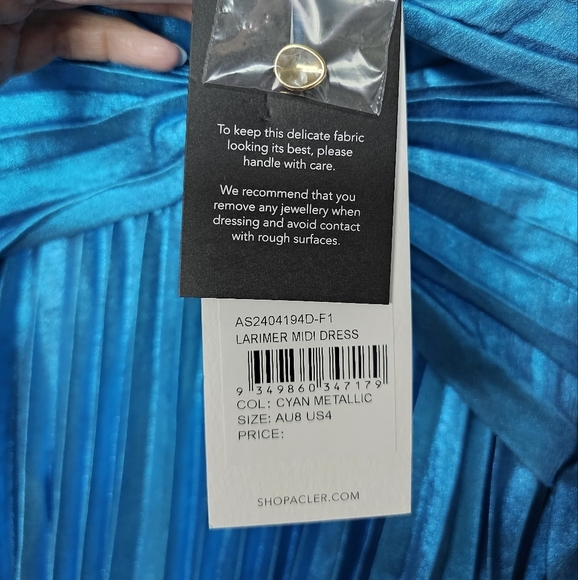 To keep this delicate fabric
looking its best, please
handle with care.
We recommend that you
remove any jewellery when
dressing and avoid contact
with rough surfaces.
AS2404194D-F1
LARIMER MIDI DRESS
9 349860 347179
COL: CYAN METALLIC
SIZE: AU8 US4
PRICE:
SHOPACLER.COM